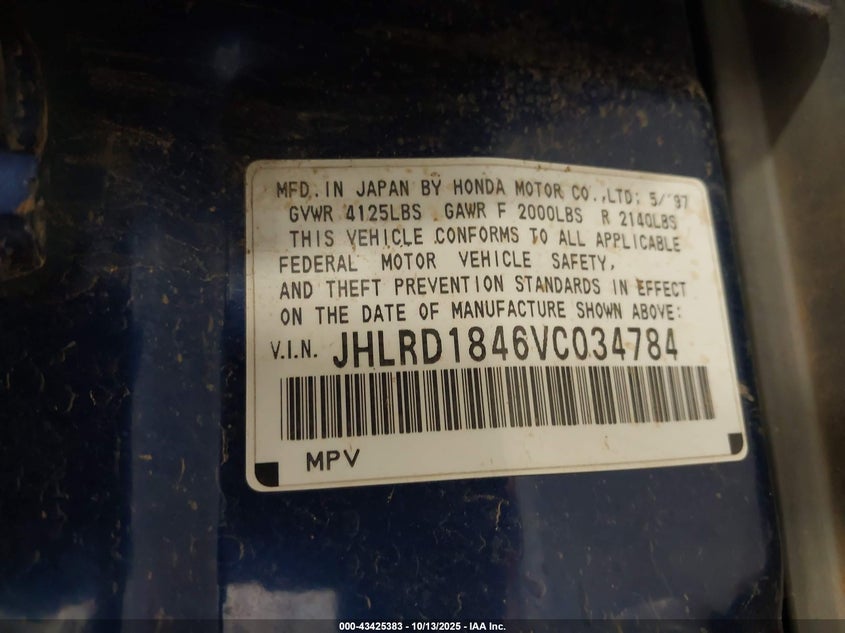 MFD. IN JAPAN BY HONDA MOTOR CO.,LTD: 5/'97
GVWR 4125LBS GAWR F 2000LBS R 2140LBS
THIS VEHICLE CONFORMS TO ALL APPLICABLE
FEDERAL MOTOR VEHICLE SAFETY,
AND THEFT PREVENTION STANDARDS IN EFFECT
ON THE DATE OF MANUFACTURE SHOWN ABOVE:
V.I.N. JHLRD1846VC034784
MPV
000-43425383 - 10/13/2025 - IAA Inc.